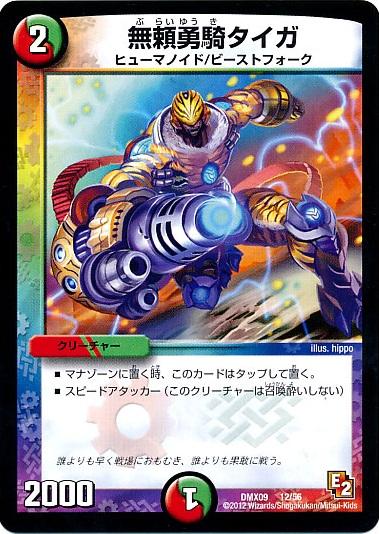 2
ぶらいゆうき
無頼勇騎タイガ
ヒューマノイド/ビーストフォーク
クリーチャー
illus. hippo
■ マナゾーンに置く時、このカードはタップして置く。
■ スピードアタッカー (このクリーチャーは召喚酔いしない)
誰よりも早く戦場におもむき、誰よりも果敢に戦う。
2000
1
DMX09 12/56
©2012 Wizards/Shogakukan/Mitsui-Kids
E2